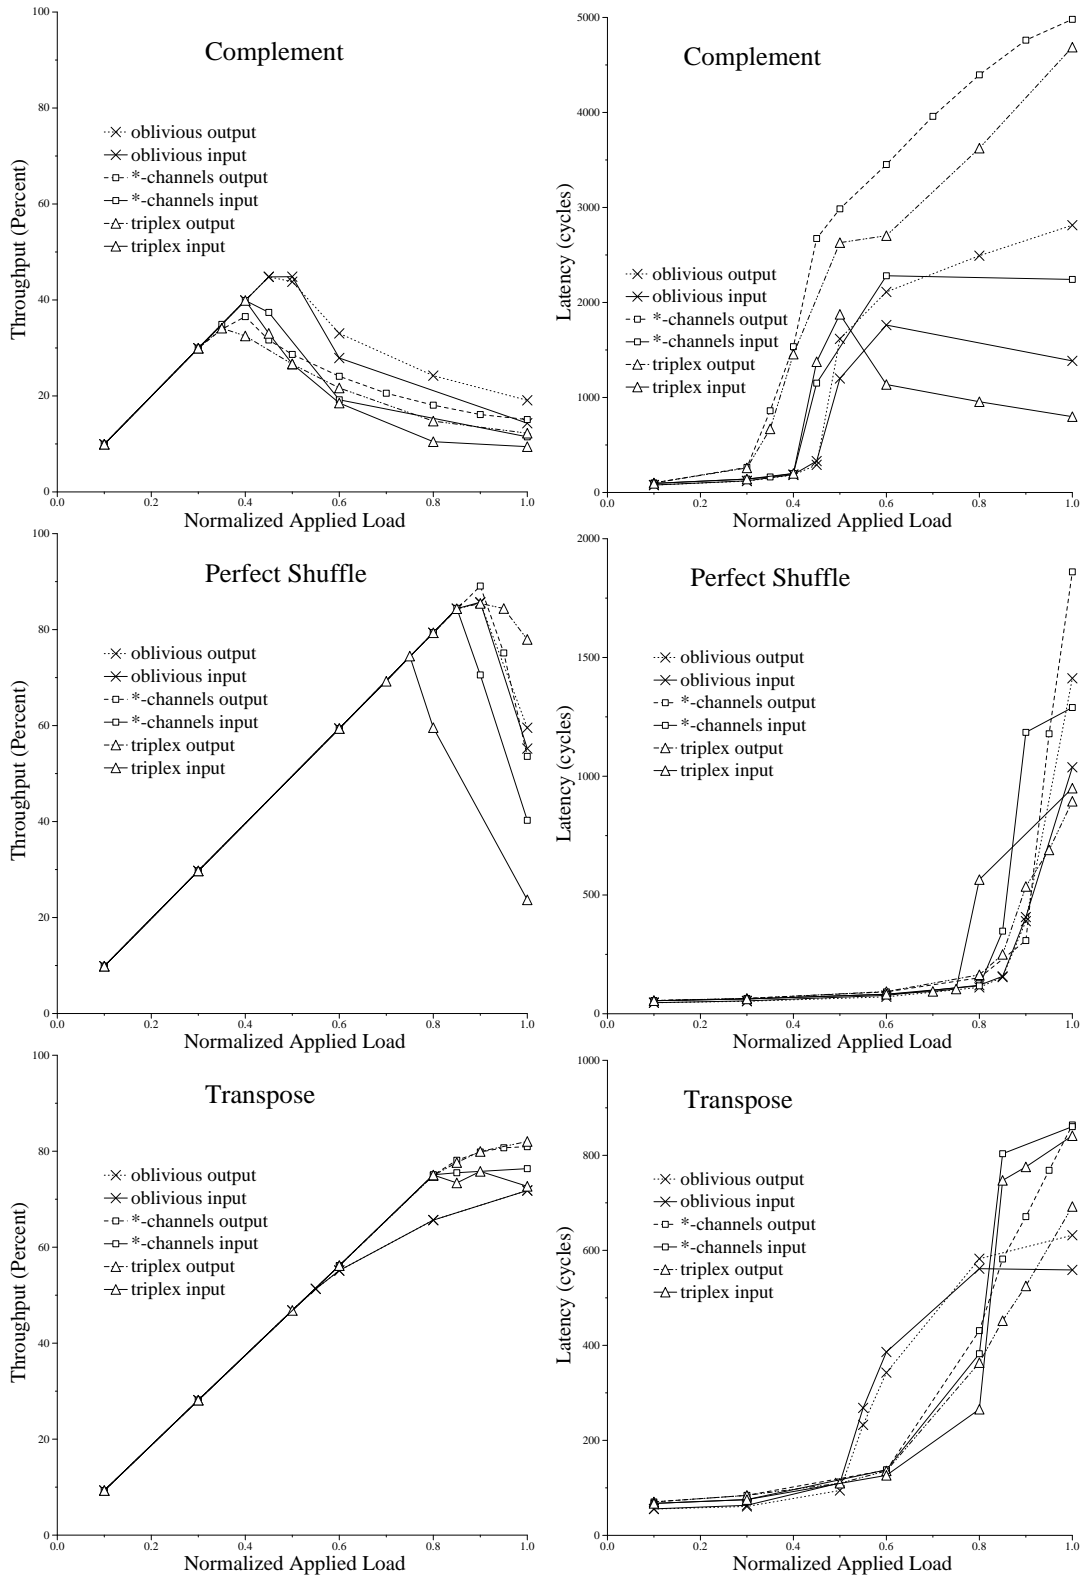 Complement
Throughput (Percent)
100
80
60
40
20
0
oblivious output
oblivious input
*-channels output
*-channels input
triplex output
triplex input
0.0 0.2 0.4 0.6 0.8 1.0
Normalized Applied Load
Complement
Latency (cycles)
5000
4000
3000
2000
1000
0
oblivious output
oblivious input
*-channels output
*-channels input
triplex output
triplex input
0.0 0.2 0.4 0.6 0.8 1.0
Normalized Applied Load
Perfect Shuffle
Throughput (Percent)
100
80
60
40
20
0
oblivious output
oblivious input
*-channels output
*-channels input
triplex output
triplex input
0.0 0.2 0.4 0.6 0.8 1.0
Normalized Applied Load
Perfect Shuffle
Latency (cycles)
2000
1500
1000
500
0
oblivious output
oblivious input
*-channels output
*-channels input
triplex output
triplex input
0.0 0.2 0.4 0.6 0.8 1.0
Normalized Applied Load
Transpose
Throughput (Percent)
100
80
60
40
20
0
oblivious output
oblivious input
*-channels output
*-channels input
triplex output
triplex input
0.0 0.2 0.4 0.6 0.8 1.0
Normalized Applied Load
Transpose
Latency (cycles)
1000
800
600
400
200
0
oblivious output
oblivious input
*-channels output
*-channels input
triplex output
triplex input
0.0 0.2 0.4 0.6 0.8 1.0
Normalized Applied Load